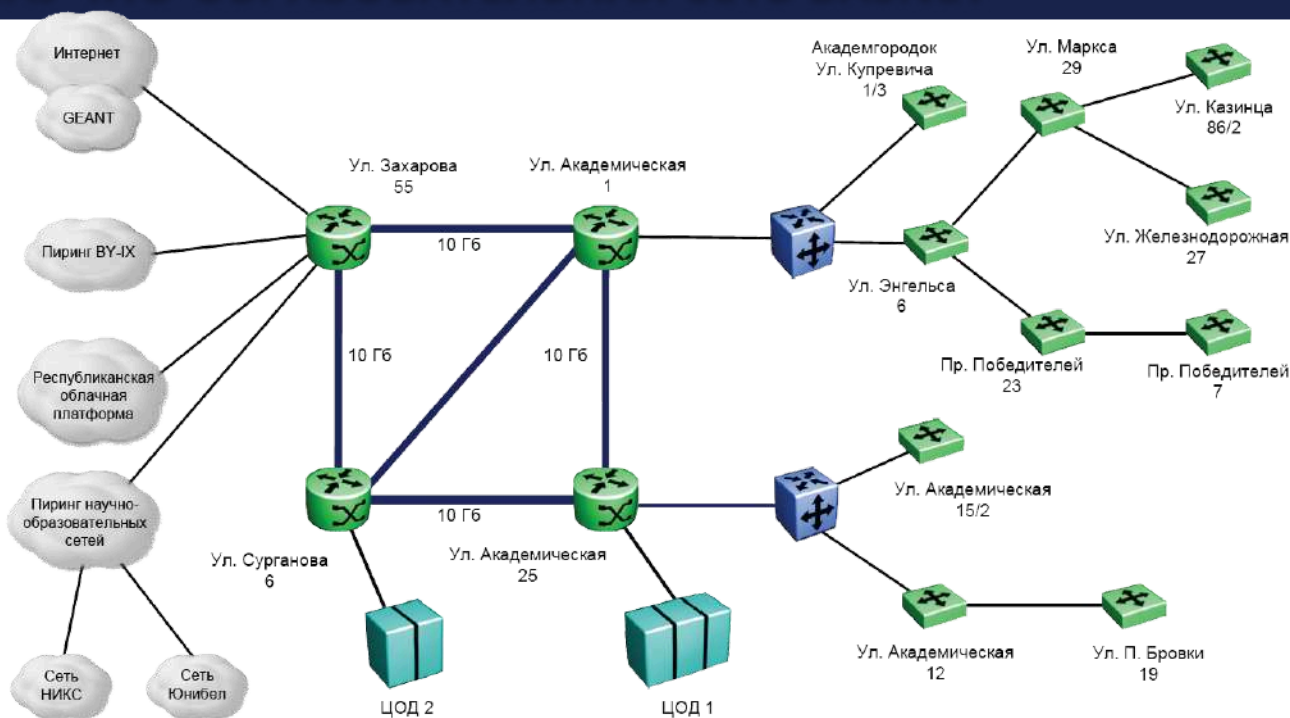 Интернет
GEANT
Пиринг BY-IX
Республиканская
облачная
платформа
Пиринг научно-
образовательных
сетей
Сеть
НИКС
Сеть
Юнибел
Ул. Захарова
55
Ул. Академическая
1
10 Гб
10 Гб
10 Гб
10 Гб
Ул. Сурганова
6
Ул. Академическая
25
ЦОД 2
ЦОД 1
Академгородок
Ул. Купревича
1/3
Ул. Маркса
29
Ул. Казинца
86/2
Ул. Железнодорожная
27
Ул. Энгельса
6
Пр. Победителей
23
Пр. Победителей
7
Ул. Академическая
15/2
Ул. Академическая
12
Ул. П. Бровки
19